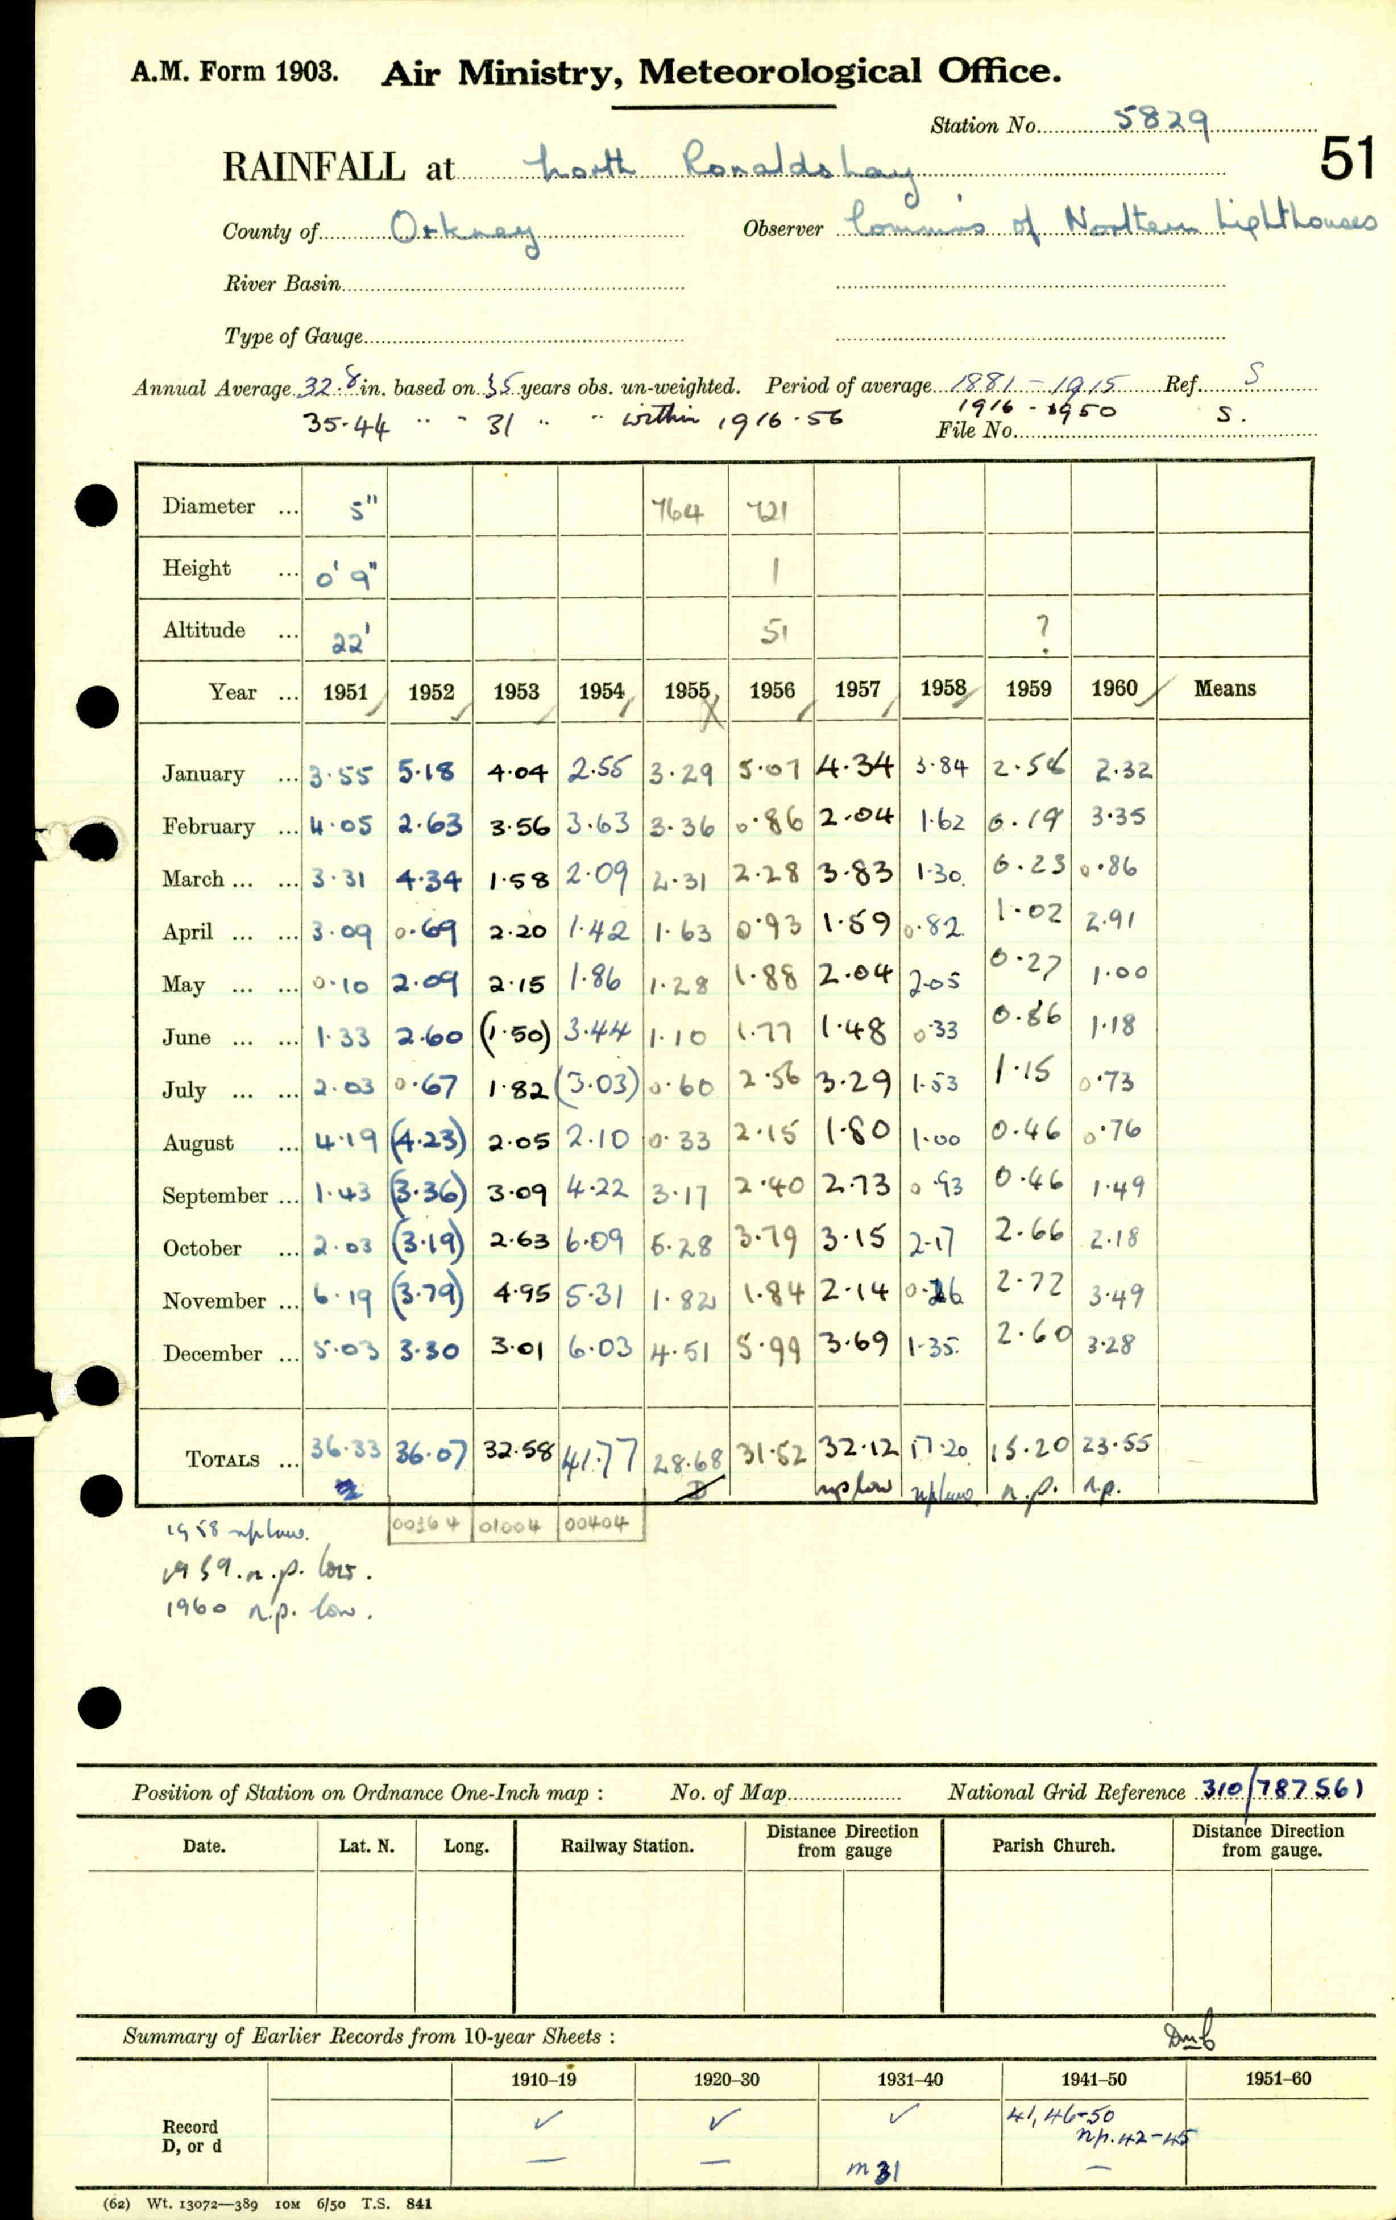 A.M. Form 1903. Air Ministry, Meteorological Office.
Station No. 5829
51
RAINFALL at North Ronaldshay
County of Orkney Observer Commrs of Northern Lighthouses
River Basin
Type of Gauge
Annual Average 32.8 in. based on 35 years obs. un-weighted. Period of average 1881-1915 Ref. S
35.44 " " 31 " " within 1916-56 1916-1950 S.
File No.
Diameter ... 5" 764 721
Height ... 0' 9" 1
Altitude ... 22' 51 ?
Year ... 1951 1952 1953 1954 1955 1956 1957 1958 1959 1960 Means
January ... 3.55 5.18 4.04 2.55 3.29 5.07 4.34 3.84 2.56 2.32
February ... 4.05 2.63 3.56 3.63 3.36 0.86 2.04 1.62 0.19 3.35
March ... ... 3.31 4.34 1.58 2.09 2.31 2.28 3.83 1.30 0.23 0.86
April ... ... 3.09 0.69 2.20 1.42 1.63 0.93 1.59 0.82 1.02 2.91
May ... ... 0.10 2.09 2.15 1.86 1.28 1.88 2.04 2.05 0.27 1.00
June ... ... 1.33 2.60 (1.50) 3.44 1.10 1.77 1.48 0.33 0.86 1.18
July ... ... 2.03 0.67 1.82 (3.03) 0.60 2.56 3.29 1.53 1.15 0.73
August ... 4.19 (4.23) 2.05 2.10 0.33 2.15 1.80 1.00 0.46 0.76
September ... 1.43 (3.36) 3.09 4.22 3.17 2.40 2.73 0.93 0.46 1.49
October ... 2.03 (3.19) 2.63 6.09 5.28 3.79 3.15 2.17 2.66 2.18
November ... 6.19 (3.79) 4.95 5.31 1.82 1.84 2.14 0.26 2.72 3.49
December ... 5.03 3.30 3.01 6.03 4.51 5.99 3.69 1.35 2.60 3.28
TOTALS ... 36.33 36.07 32.58 41.77 28.68 31.52 32.12 17.20 15.20 23.55
D np low np low n.p. n.p.
00364 01004 00404
1958 np low.
1959. n.p. low.
1960 n.p. low.
Position of Station on Ordnance One-Inch map : No. of Map National Grid Reference 310/787561
Date. Lat. N. Long. Railway Station. Distance from gauge Direction Parish Church. Distance from gauge. Direction
Summary of Earlier Records from 10-year Sheets :
1910–19 1920–30 1931–40 1941–50 1951–60
Record ✓ ✓ ✓ 41, 46-50
np. 42-45
D, or d — — m 31 —
(62) Wt. 13072—389 10M 6/50 T.S. 841